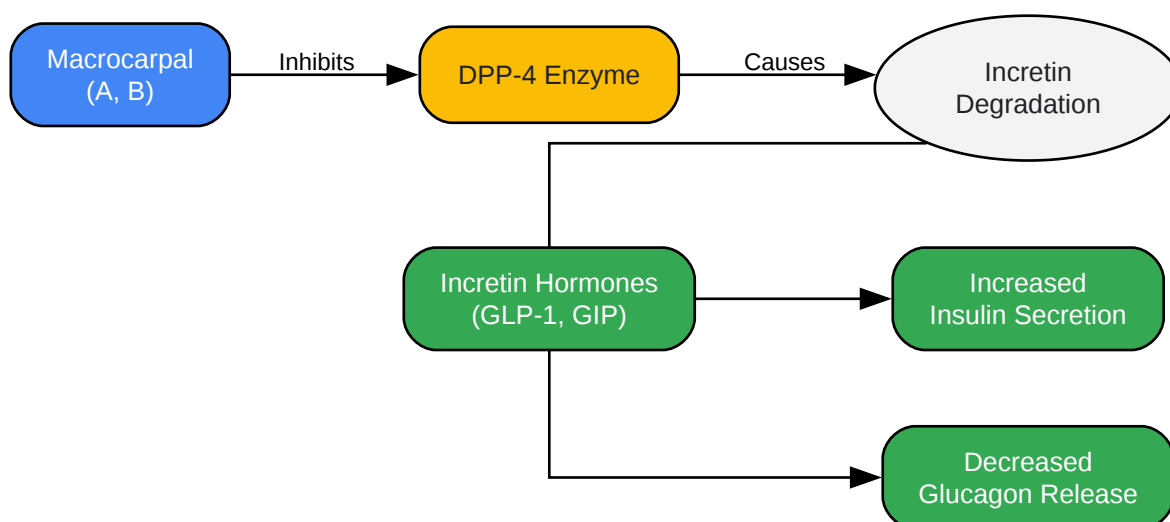 Macrocarpal
(A, B)
Inhibits
DPP-4 Enzyme
Causes
Incretin
Degradation
Incretin Hormones
(GLP-1, GIP)
Increased
Insulin Secretion
Decreased
Glucagon Release